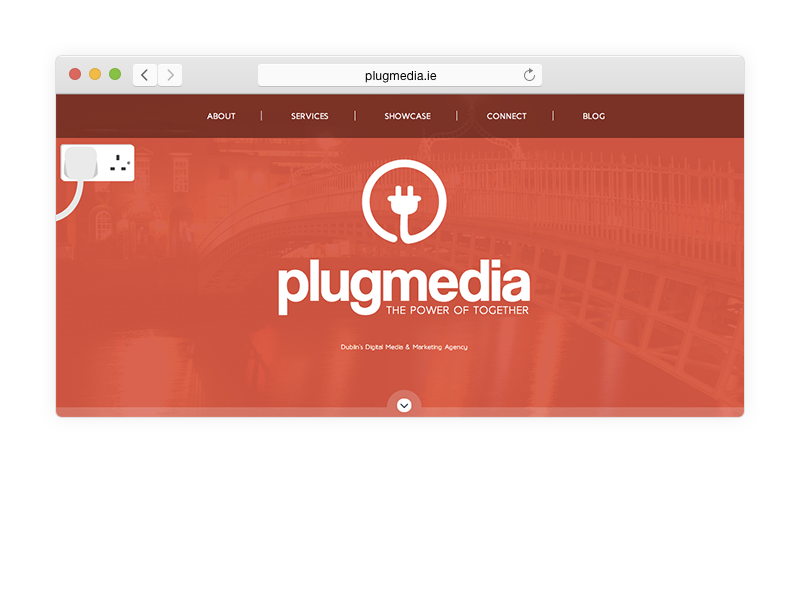 plugmedia.ie
ABOUT | SERVICES | SHOWCASE | CONNECT | BLOG
plugmedia
THE POWER OF TOGETHER
Dublin's Digital Media & Marketing Agency